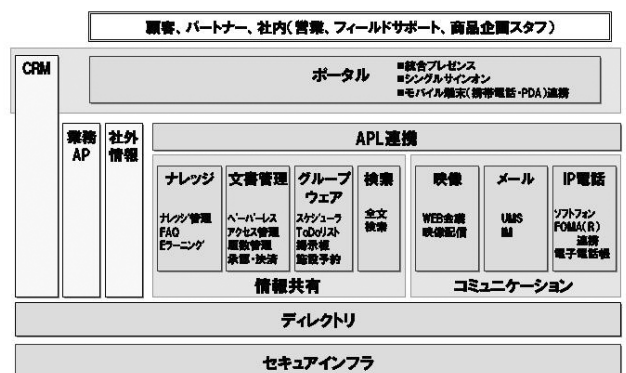 顧客、パートナー、社内(営業、フィールドサポート、商品企画スタッフ)
CRM
ポータル
■統合プレゼンス
■シングルサインオン
■モバイル端末(携帯電話・PDA)連携
業務
AP
社外
情報
APL連携
ナレッジ
ナレッジ管理
FAQ
Eラーニング
文書管理
ペーパーレス
アクセス管理
版数管理
承認・決済
グループ
ウェア
スケジューラ
ToDoリスト
掲示板
施設予約
検索
全文
検索
情報共有
映像
WEB会議
映像配信
メール
UMS
IM
IP電話
ソフトフォン
FOMA(R)
連携
電子電話帳
コミュニケーション
ディレクトリ
セキュアインフラ